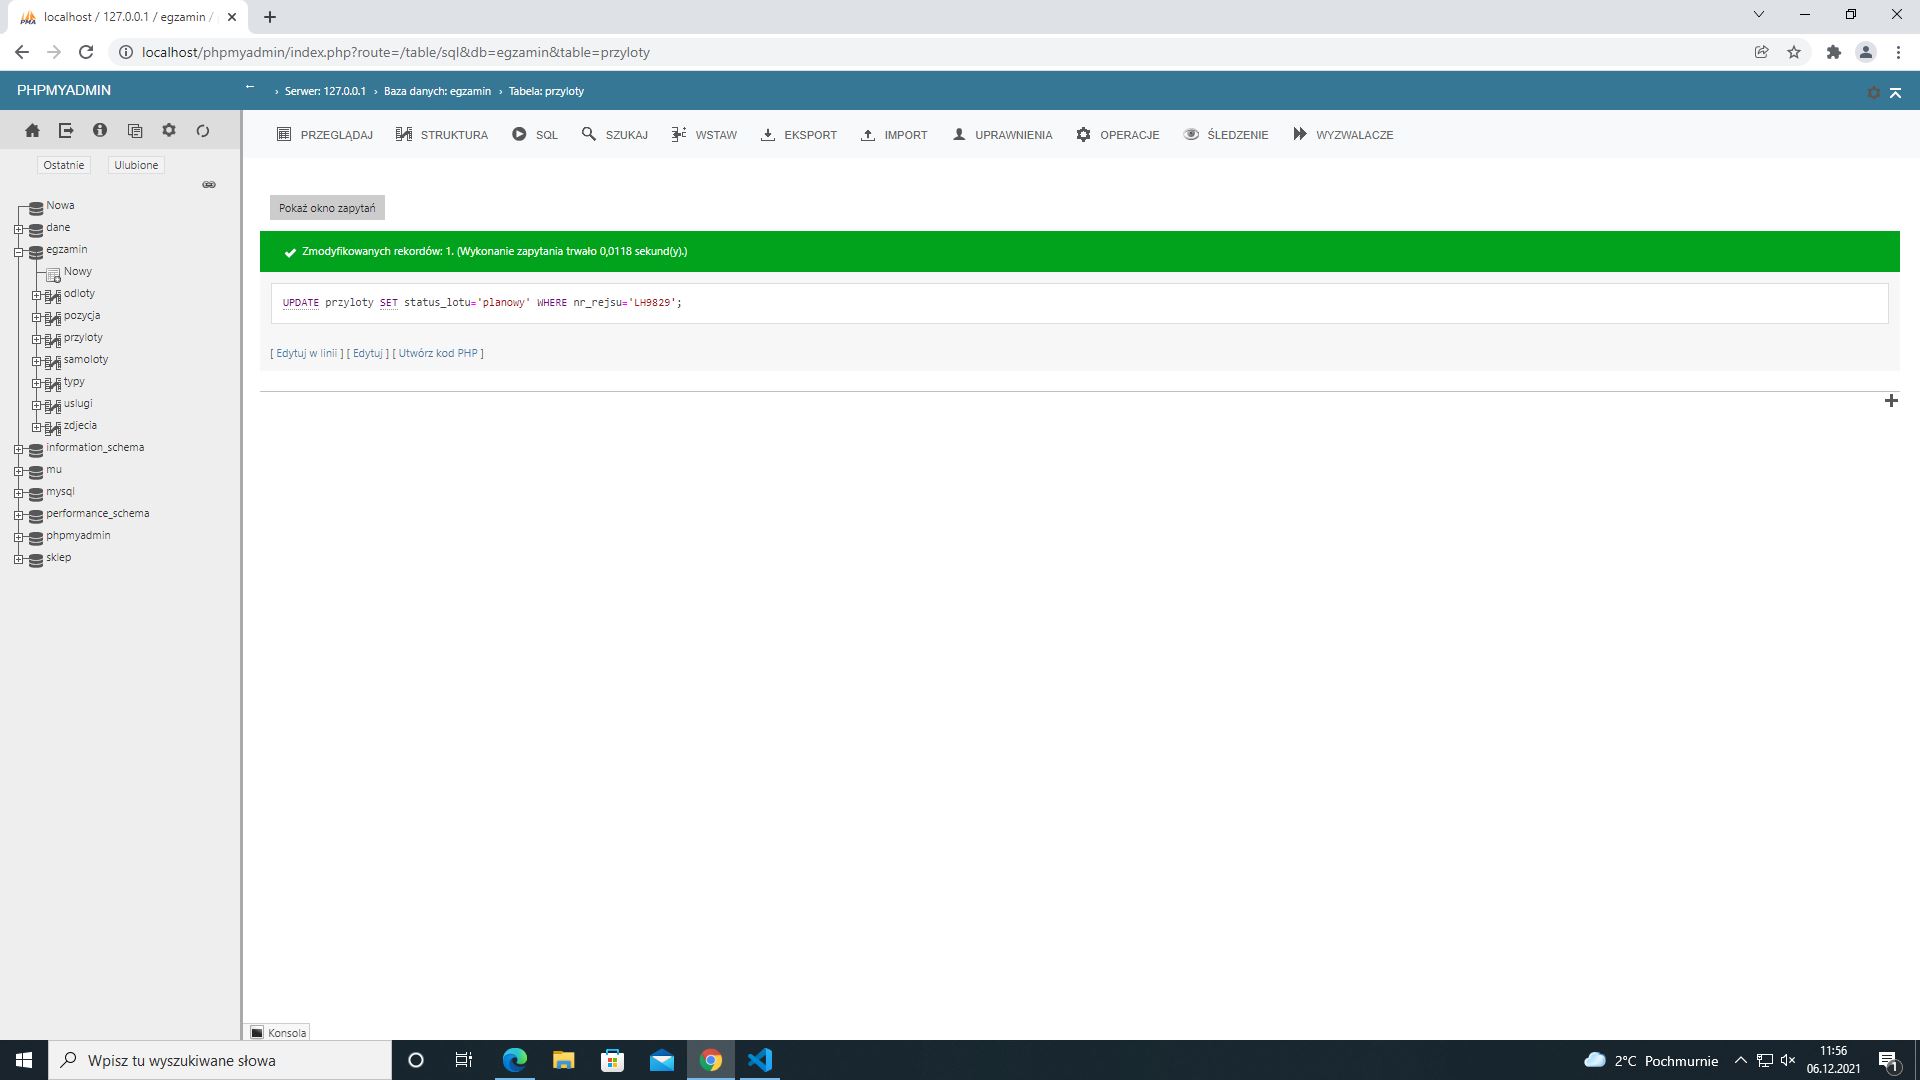 localhost / 127.0.0.1 / egzamin /
localhost/phpmyadmin/index.php?route=/table/sql&db=egzamin&table=przyloty
PHPMYADMIN
← › Serwer: 127.0.0.1 › Baza danych: egzamin › Tabela: przyloty
PRZEGLĄDAJ STRUKTURA SQL SZUKAJ WSTAW EKSPORT IMPORT UPRAWNIENIA OPERACJE ŚLEDZENIE WYZWALACZE
Ostatnie Ulubione
Nowa
dane
egzamin
Nowy
odloty
pozycja
przyloty
samoloty
typy
uslugi
zdjecia
information_schema
mu
mysql
performance_schema
phpmyadmin
sklep
Pokaż okno zapytań
Zmodyfikowanych rekordów: 1. (Wykonanie zapytania trwało 0,0118 sekund(y).)
UPDATE przyloty SET status_lotu='planowy' WHERE nr_rejsu='LH9829';
[ Edytuj w linii ] [ Edytuj ] [ Utwórz kod PHP ]
Konsola
Wpisz tu wyszukiwane słowa
2°C Pochmurnie
11:56
06.12.2021
1